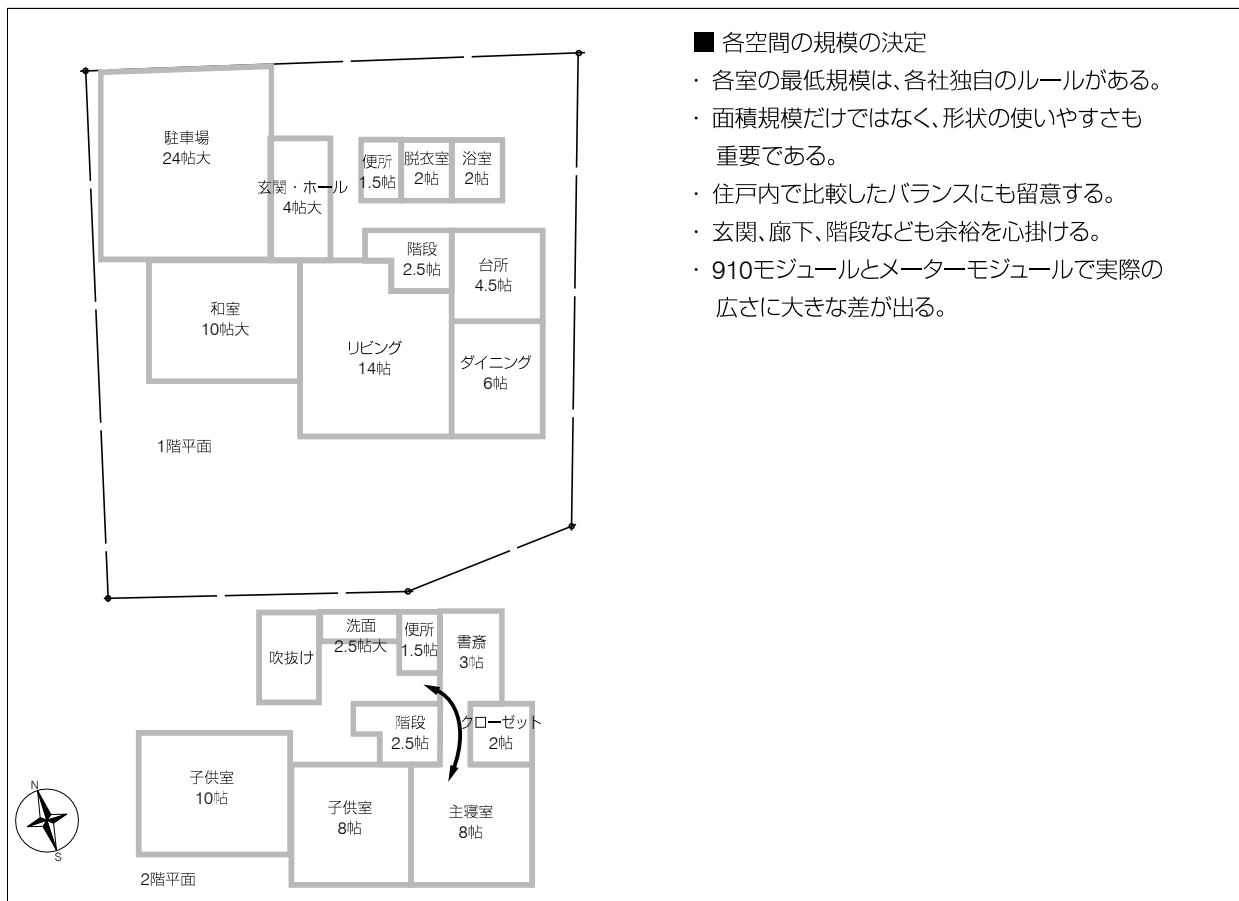 ■ 各空間の規模の決定
・ 各室の最低規模は、各社独自のルールがある。
・ 面積規模だけではなく、形状の使いやすさも
重要である。
・ 住戸内で比較したバランスにも留意する。
・ 玄関、廊下、階段なども余裕を心掛ける。
・ 910モジュールとメーターモジュールで実際の
広さに大きな差が出る。
駐車場
24帖大
玄関・ホール
4帖大
便所
1.5帖
脱衣室
2帖
浴室
2帖
階段
2.5帖
台所
4.5帖
和室
10帖大
リビング
14帖
ダイニング
6帖
1階平面
吹抜け
洗面
2.5帖大
便所
1.5帖
書斎
3帖
階段
2.5帖
クローゼット
2帖
子供室
10帖
子供室
8帖
主寝室
8帖
N
S
2階平面